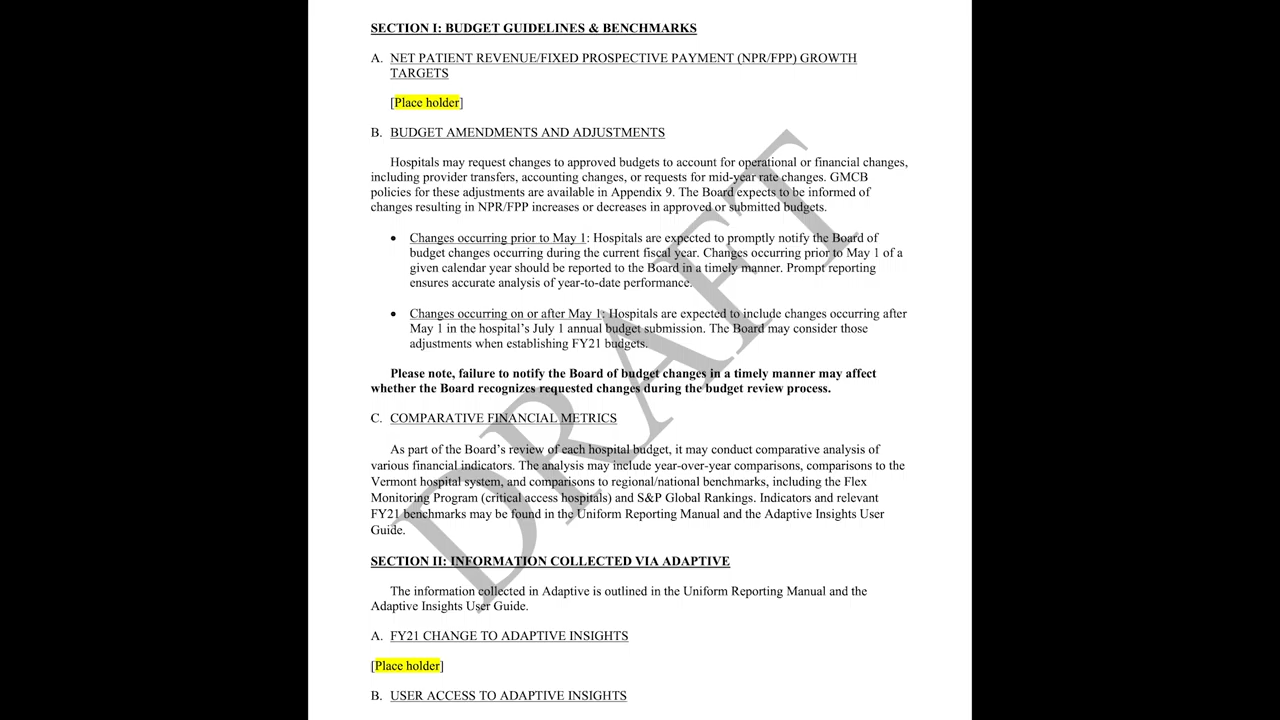 SECTION I: BUDGET GUIDELINES & BENCHMARKS
A. NET PATIENT REVENUE/FIXED PROSPECTIVE PAYMENT (NPR/FPP) GROWTH
TARGETS
[Place holder]
B. BUDGET AMENDMENTS AND ADJUSTMENTS
Hospitals may request changes to approved budgets to account for operational or financial changes,
including provider transfers, accounting changes, or requests for mid-year rate changes. GMCB
policies for these adjustments are available in Appendix 9. The Board expects to be informed of
changes resulting in NPR/FPP increases or decreases in approved or submitted budgets.
• Changes occurring prior to May 1: Hospitals are expected to promptly notify the Board of
budget changes occurring during the current fiscal year. Changes occurring prior to May 1 of a
given calendar year should be reported to the Board in a timely manner. Prompt reporting
ensures accurate analysis of year-to-date performance.
• Changes occurring on or after May 1: Hospitals are expected to include changes occurring after
May 1 in the hospital’s July 1 annual budget submission. The Board may consider those
adjustments when establishing FY21 budgets.
Please note, failure to notify the Board of budget changes in a timely manner may affect
whether the Board recognizes requested changes during the budget review process.
C. COMPARATIVE FINANCIAL METRICS
As part of the Board’s review of each hospital budget, it may conduct comparative analysis of
various financial indicators. The analysis may include year-over-year comparisons, comparisons to the
Vermont hospital system, and comparisons to regional/national benchmarks, including the Flex
Monitoring Program (critical access hospitals) and S&P Global Rankings. Indicators and relevant
FY21 benchmarks may be found in the Uniform Reporting Manual and the Adaptive Insights User
Guide.
SECTION II: INFORMATION COLLECTED VIA ADAPTIVE
The information collected in Adaptive is outlined in the Uniform Reporting Manual and the
Adaptive Insights User Guide.
A. FY21 CHANGE TO ADAPTIVE INSIGHTS
[Place holder]
B. USER ACCESS TO ADAPTIVE INSIGHTS
DRAFT